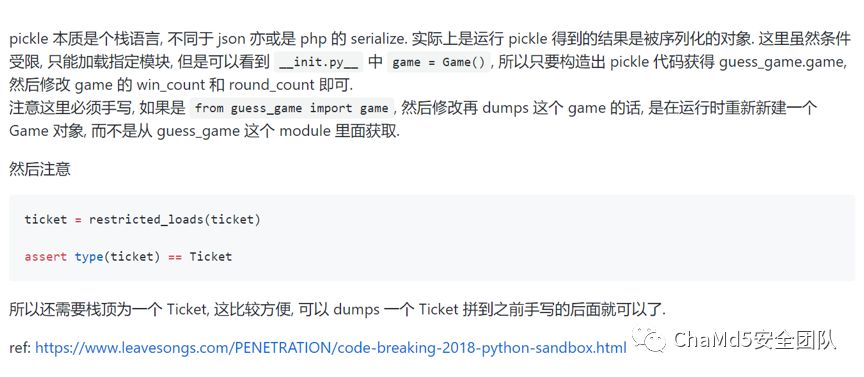 pickle 本质是个栈语言, 不同于 json 亦或是 php 的 serialize. 实际上是运行 pickle 得到的结果是被序列化的对象. 这里虽然条件
受限, 只能加载指定模块, 但是可以看到 __init.py__ 中 game = Game() , 所以只要构造出 pickle 代码获得 guess_game.game,
然后修改 game 的 win_count 和 round_count 即可.
注意这里必须手写, 如果是 from guess_game import game , 然后修改再 dumps 这个 game 的话, 是在运行时重新新建一个
Game 对象, 而不是从 guess_game 这个 module 里面获取.
然后注意
ticket = restricted_loads(ticket)
assert type(ticket) == Ticket
所以还需要栈顶为一个 Ticket, 这比较方便, 可以 dumps 一个 Ticket 拼到之前手写的后面就可以了.
ref: https://www.leavesongs.com/PENETRATION/code-breaking-2018-python-sandbox.html
ChaMd5安全团队